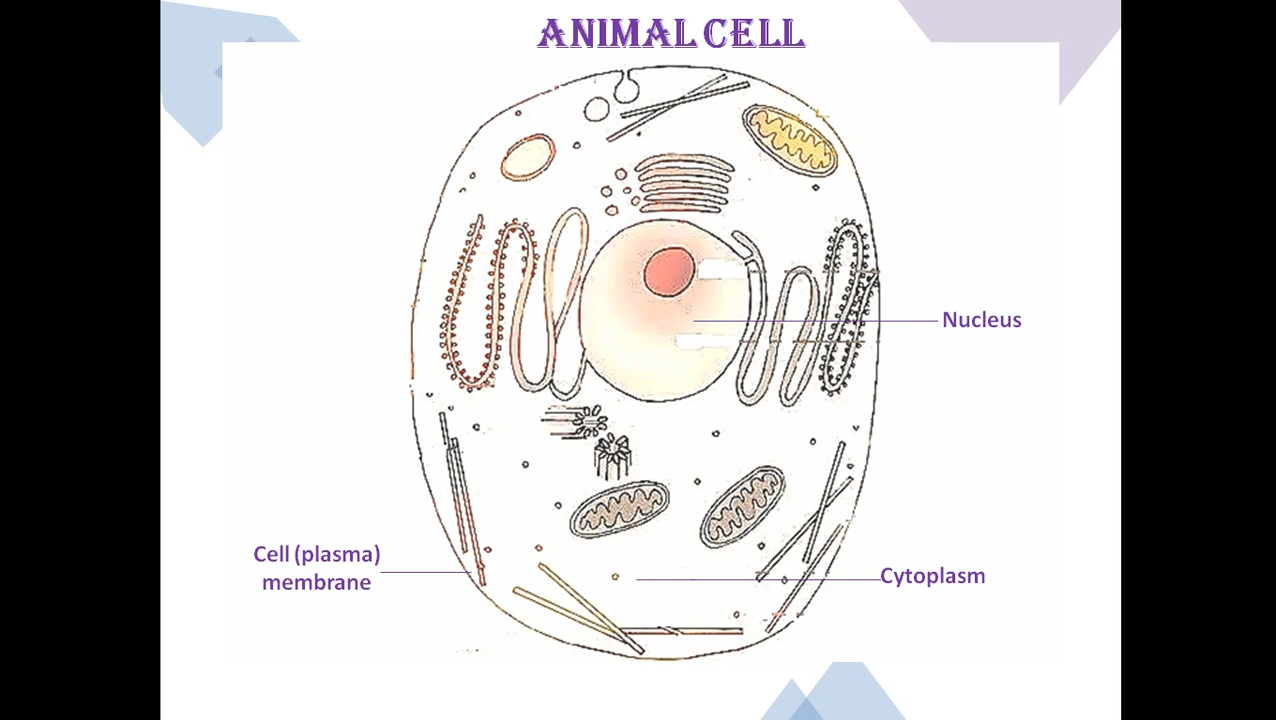 ANIMAL CELL
Nucleus
Cell (plasma)
membrane
Cytoplasm